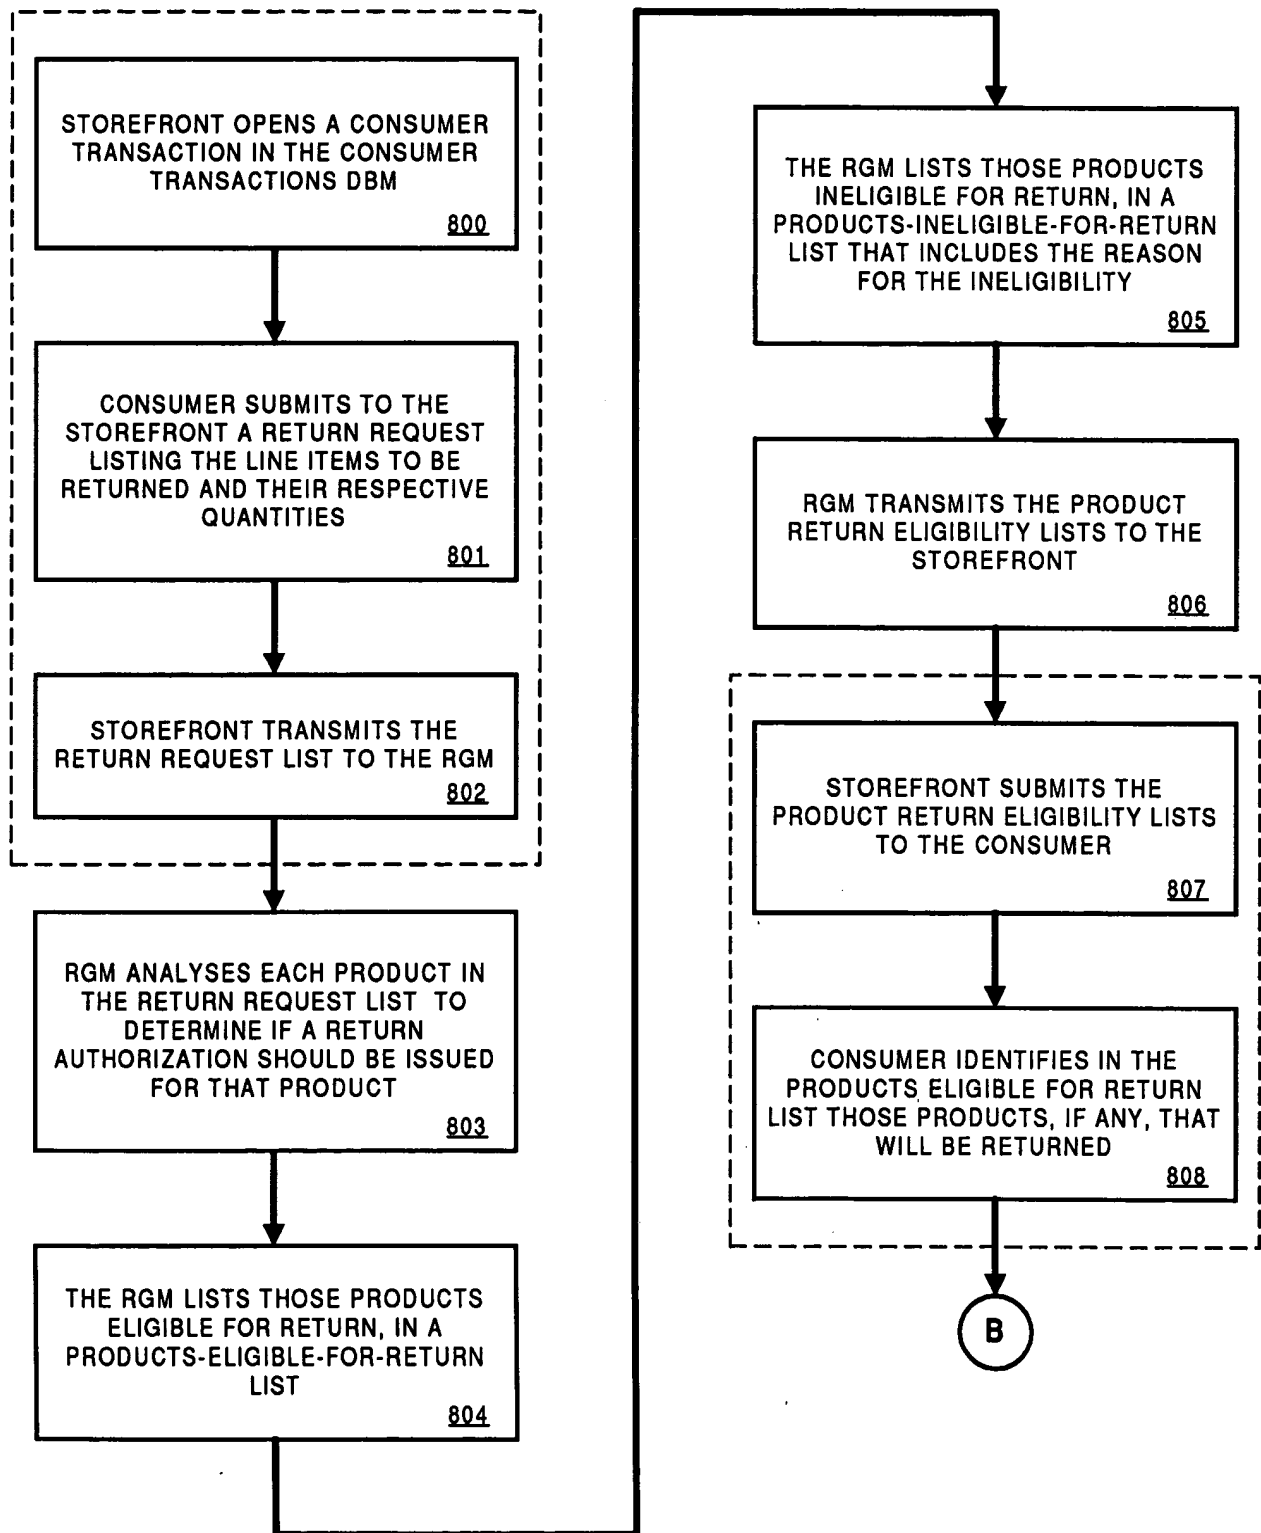 STOREFRONT OPENS A CONSUMER
TRANSACTION IN THE CONSUMER
TRANSACTIONS DBM
800
CONSUMER SUBMITS TO THE
STOREFRONT A RETURN REQUEST
LISTING THE LINE ITEMS TO BE
RETURNED AND THEIR RESPECTIVE
QUANTITIES
801
STOREFRONT TRANSMITS THE
RETURN REQUEST LIST TO THE RGM
802
RGM ANALYSES EACH PRODUCT IN
THE RETURN REQUEST LIST TO
DETERMINE IF A RETURN
AUTHORIZATION SHOULD BE ISSUED
FOR THAT PRODUCT
803
THE RGM LISTS THOSE PRODUCTS
ELIGIBLE FOR RETURN, IN A
PRODUCTS-ELIGIBLE-FOR-RETURN
LIST
804
THE RGM LISTS THOSE PRODUCTS
INELIGIBLE FOR RETURN, IN A
PRODUCTS-INELIGIBLE-FOR-RETURN
LIST THAT INCLUDES THE REASON
FOR THE INELIGIBILITY
805
RGM TRANSMITS THE PRODUCT
RETURN ELIGIBILITY LISTS TO THE
STOREFRONT
806
STOREFRONT SUBMITS THE
PRODUCT RETURN ELIGIBILITY LISTS
TO THE CONSUMER
807
CONSUMER IDENTIFIES IN THE
PRODUCTS ELIGIBLE FOR RETURN
LIST THOSE PRODUCTS, IF ANY, THAT
WILL BE RETURNED
808
B